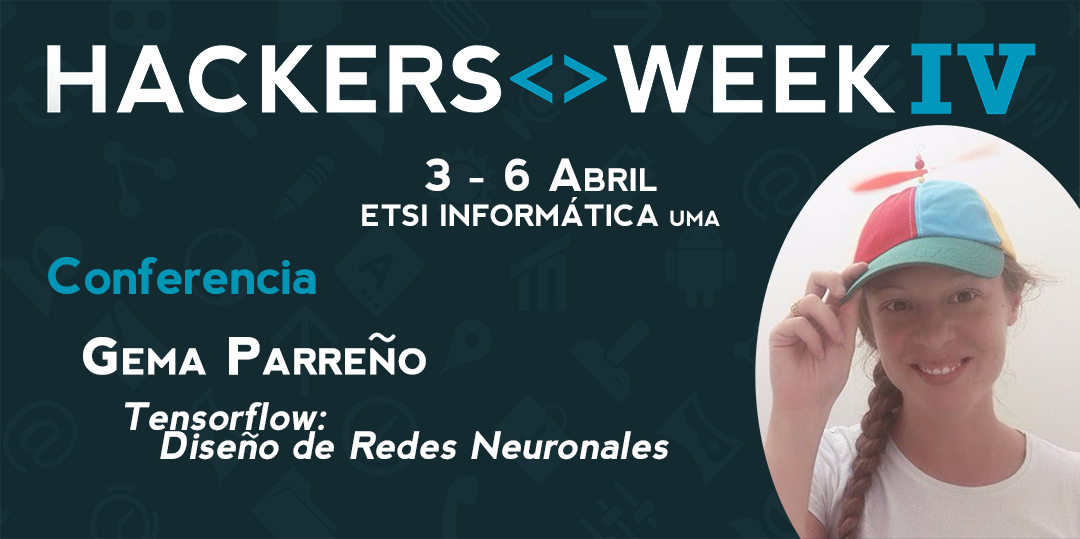 HACKERS<>WEEK IV
3 - 6 Abril
ETSI INFORMÁTICA UMA
Conferencia
Gema Parreño
Tensorflow:
Diseño de Redes Neuronales